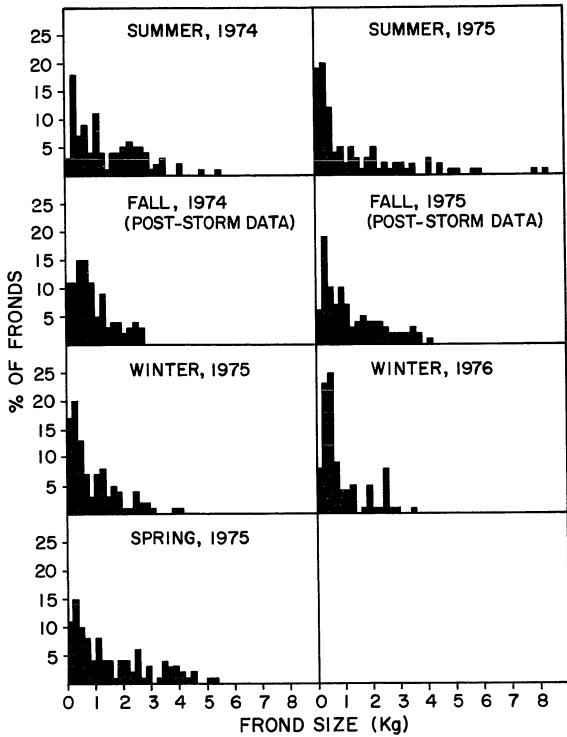 SUMMER, 1974
SUMMER, 1975
25
20
15
10
5
FALL, 1974
(POST-STORM DATA)
FALL, 1975
(POST-STORM DATA)
25
20
15
10
5
% OF FRONDS
WINTER, 1975
WINTER, 1976
25
20
15
10
5
SPRING, 1975
25
20
15
10
5
0 1 2 3 4 5 6 7 8 0 1 2 3 4 5 6 7 8
FROND SIZE (Kg)